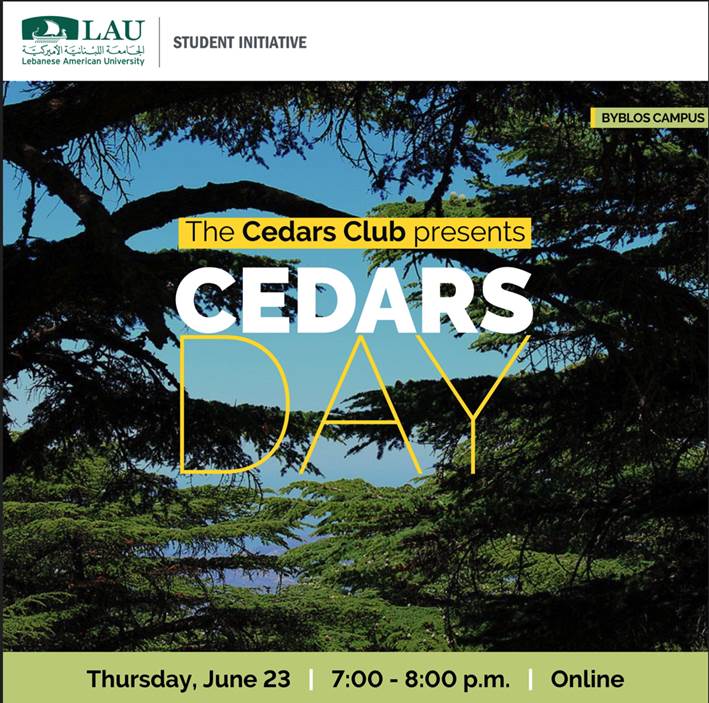 LAU
الجامعة اللبنانية الأميركية
Lebanese American University
STUDENT INITIATIVE
BYBLOS CAMPUS
The Cedars Club presents
CEDARS
DAY
Thursday, June 23 | 7:00 - 8:00 p.m. | Online